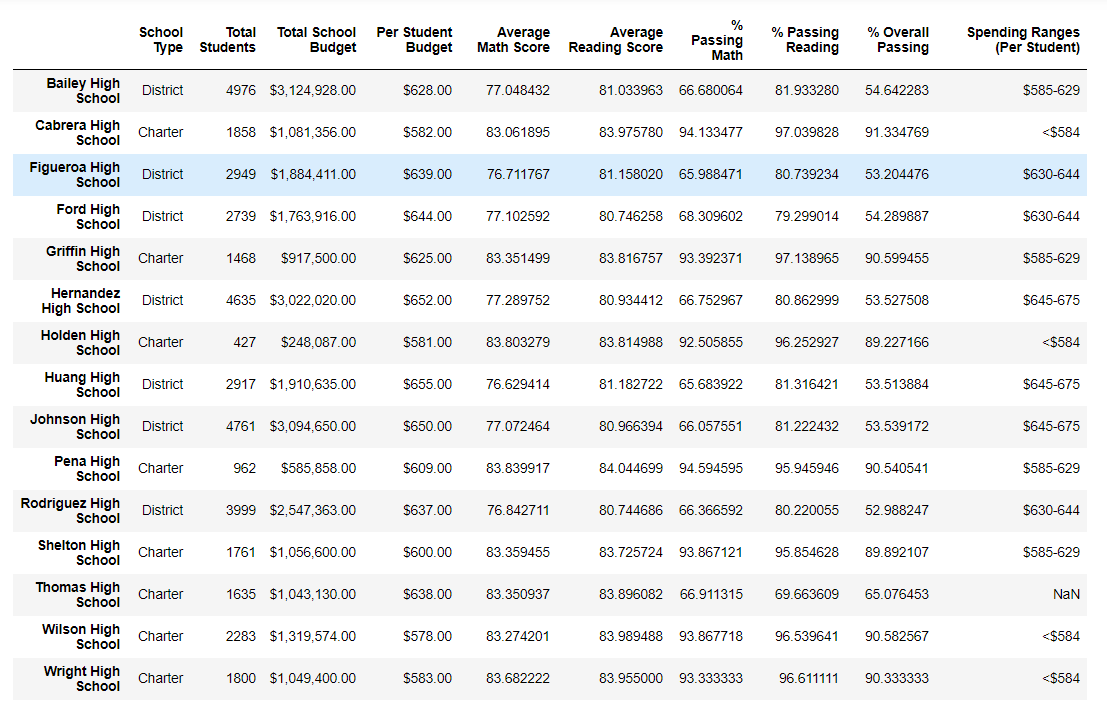 School Type Total Students Total School Budget Per Student Budget Average Math Score Average Reading Score % Passing Math % Passing Reading % Overall Passing Spending Ranges (Per Student)
Bailey High School District 4976 $3,124,928.00 $628.00 77.048432 81.033963 66.680064 81.933280 54.642283 $585-629
Cabrera High School Charter 1858 $1,081,356.00 $582.00 83.061895 83.975780 94.133477 97.039828 91.334769 <$584
Figueroa High School District 2949 $1,884,411.00 $639.00 76.711767 81.158020 65.988471 80.739234 53.204476 $630-644
Ford High School District 2739 $1,763,916.00 $644.00 77.102592 80.746258 68.309602 79.299014 54.289887 $630-644
Griffin High School Charter 1468 $917,500.00 $625.00 83.351499 83.816757 93.392371 97.138965 90.599455 $585-629
Hernandez High School District 4635 $3,022,020.00 $652.00 77.289752 80.934412 66.752967 80.862999 53.527508 $645-675
Holden High School Charter 427 $248,087.00 $581.00 83.803279 83.814988 92.505855 96.252927 89.227166 <$584
Huang High School District 2917 $1,910,635.00 $655.00 76.629414 81.182722 65.683922 81.316421 53.513884 $645-675
Johnson High School District 4761 $3,094,650.00 $650.00 77.072464 80.966394 66.057551 81.222432 53.539172 $645-675
Pena High School Charter 962 $585,858.00 $609.00 83.839917 84.044699 94.594595 95.945946 90.540541 $585-629
Rodriguez High School District 3999 $2,547,363.00 $637.00 76.842711 80.744686 66.366592 80.220055 52.988247 $630-644
Shelton High School Charter 1761 $1,056,600.00 $600.00 83.359455 83.725724 93.867121 95.854628 89.892107 $585-629
Thomas High School Charter 1635 $1,043,130.00 $638.00 83.350937 83.896082 66.911315 69.663609 65.076453 NaN
Wilson High School Charter 2283 $1,319,574.00 $578.00 83.274201 83.989488 93.867718 96.539641 90.582567 <$584
Wright High School Charter 1800 $1,049,400.00 $583.00 83.682222 83.955000 93.333333 96.611111 90.333333 <$584